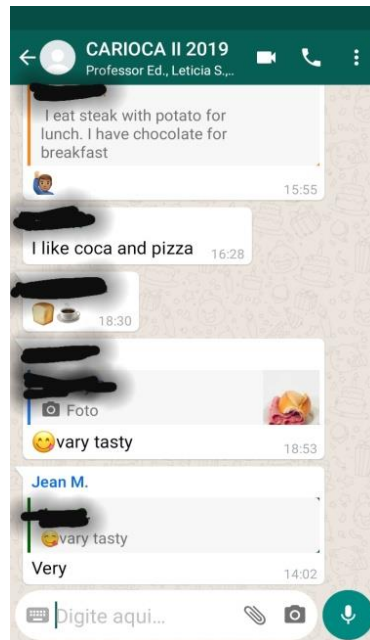 CARIOCA II 2019
Professor Ed., Leticia S.,..
I eat steak with potato for
lunch. I have chocolate for
breakfast
15:55
I like coca and pizza 16:28
18:30
Foto
😋vary tasty
18:53
Jean M.
😋vary tasty
Very
14:02
Digite aqui...